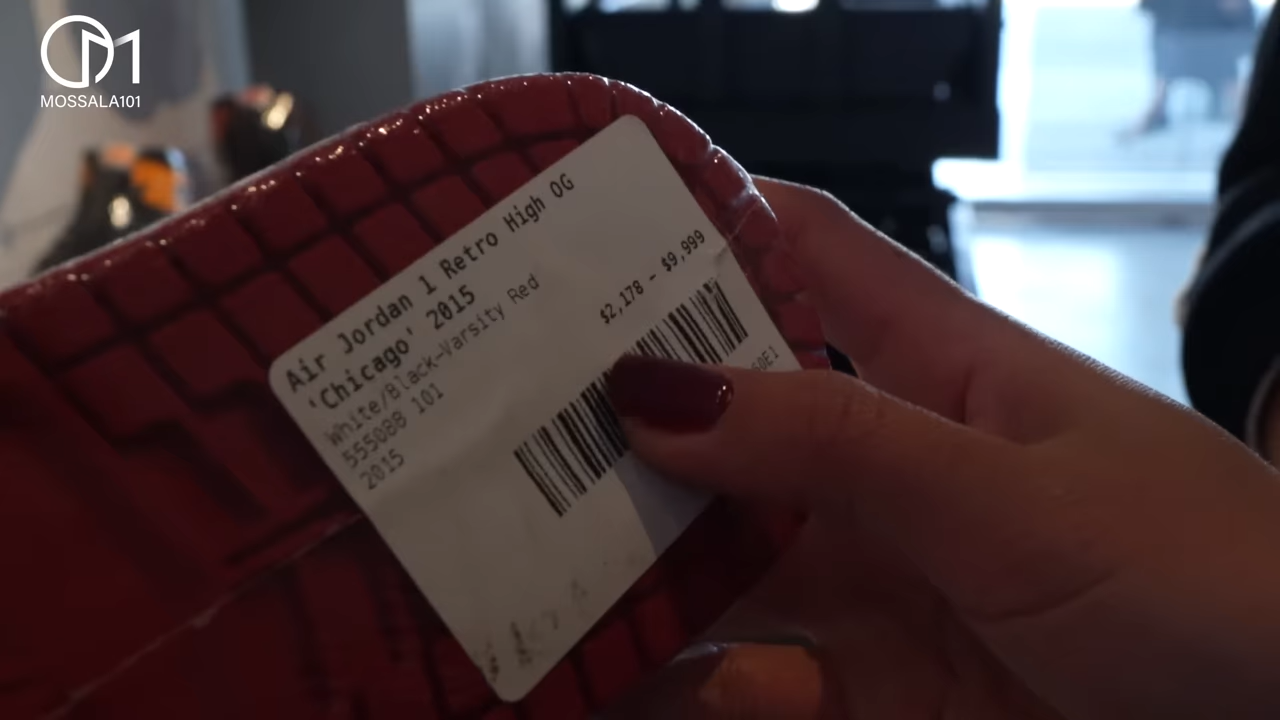 MOSSALA101
Air Jordan 1 Retro High OG
'Chicago' 2015
White/Black-Varsity Red
555088 101
2015
$2,178 - $9,999